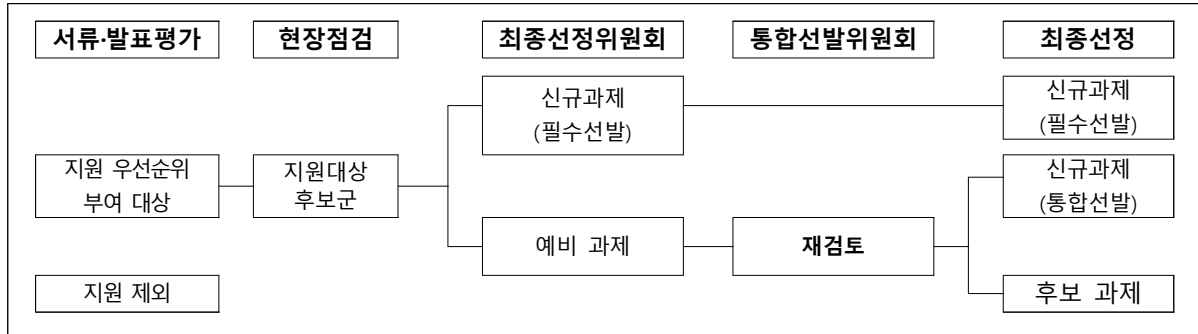 서류·발표평가
현장점검
최종선정위원회
통합선발위원회
최종선정
신규과제
(필수선발)
신규과제
(필수선발)
지원 우선순위
부여 대상
지원대상
후보군
신규과제
(통합선발)
예비 과제
재검토
지원 제외
후보 과제